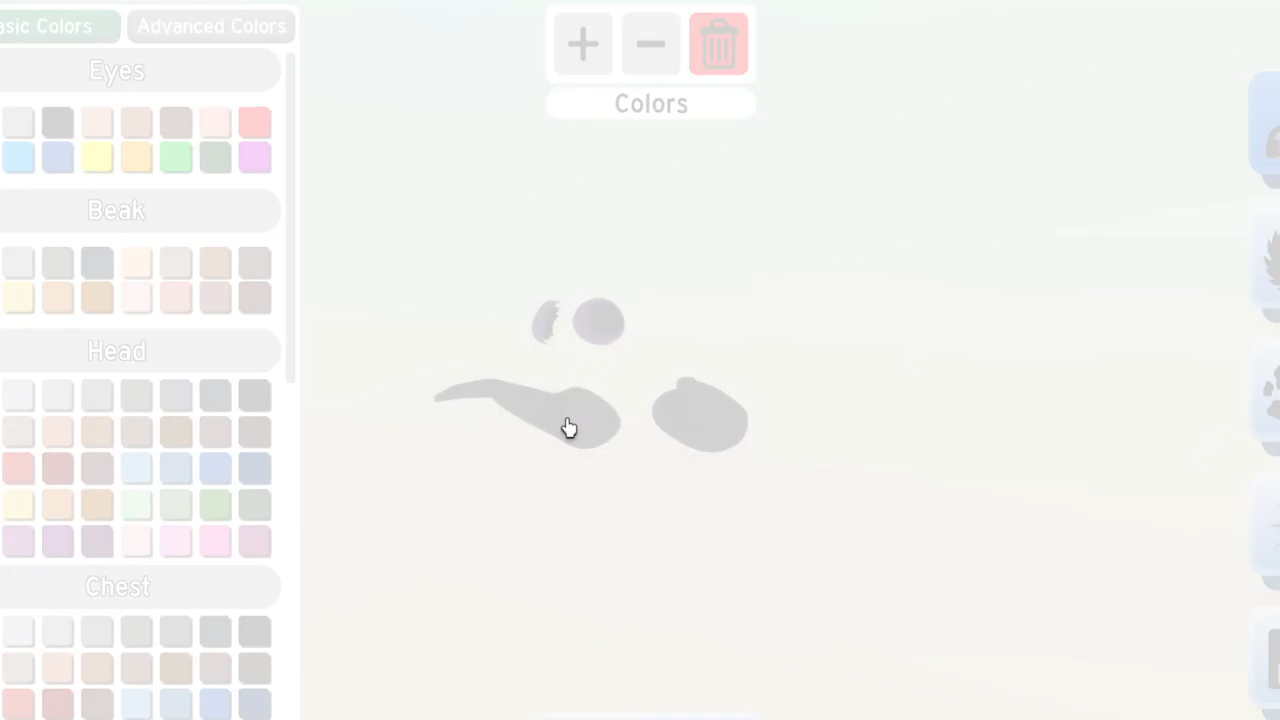 asic Colors
Advanced Colors
Eyes
Beak
Head
Chest
Colors